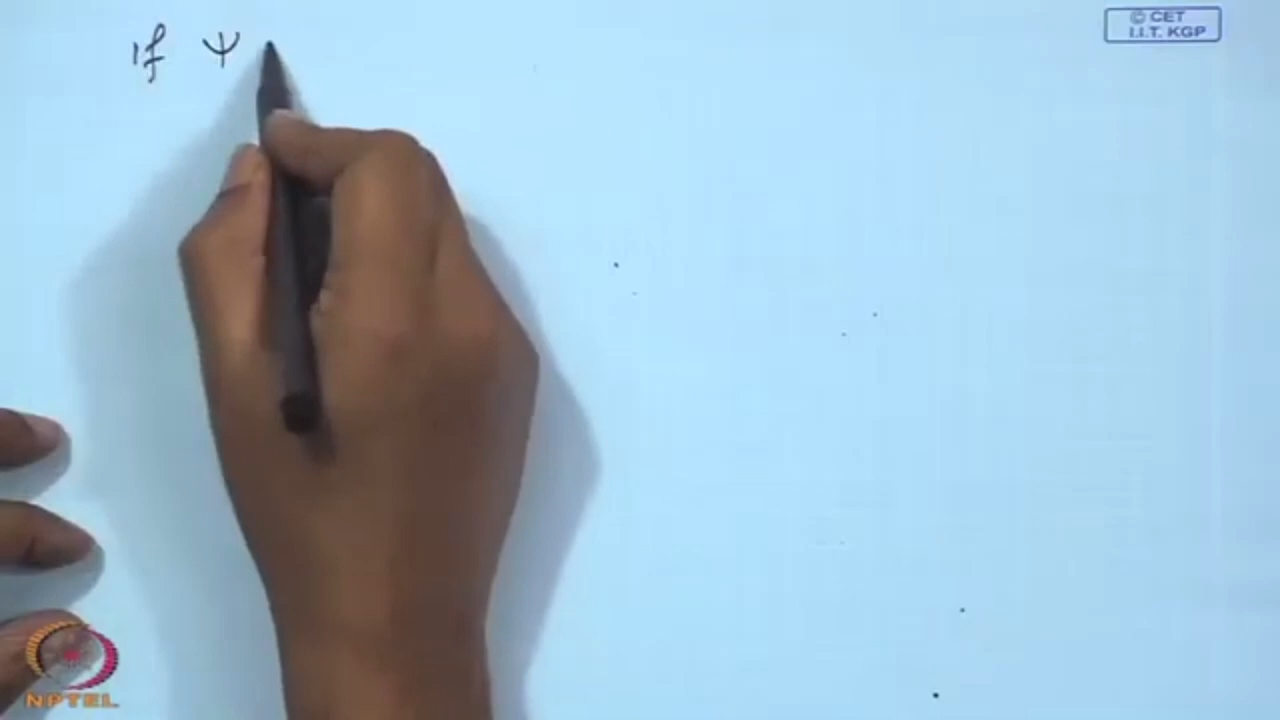 if ψ
© CET
I.I.T. KGP
NPTEL